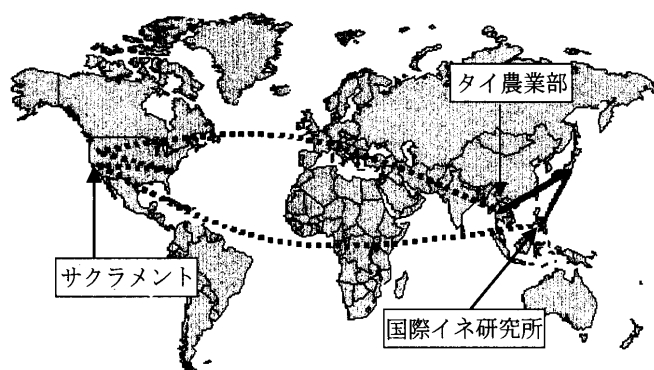 タイ農業部
サクラメント
国際イネ研究所